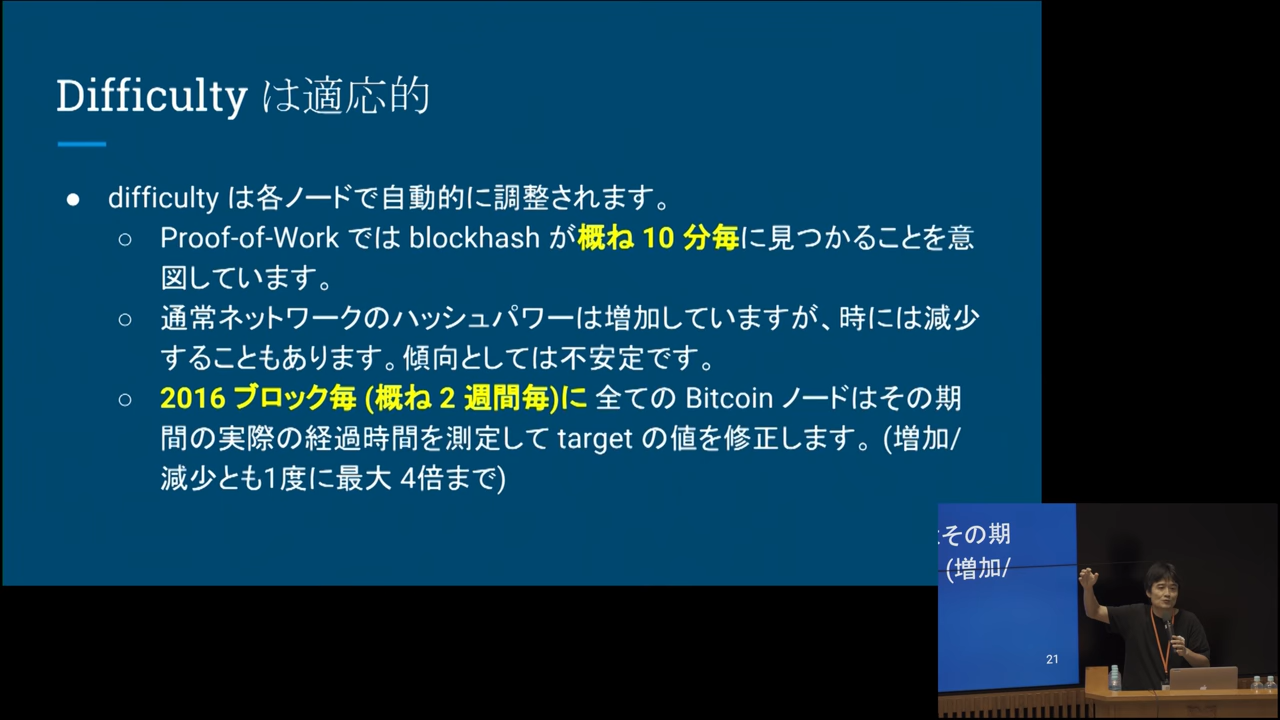 Difficulty は適応的
● difficulty は各ノードで自動的に調整されます。
○ Proof-of-Work では blockhash が概ね 10 分毎に見つかることを意
図しています。
○ 通常ネットワークのハッシュパワーは増加していますが、時には減少
することもあります。傾向としては不安定です。
○ 2016 ブロック毎 (概ね 2 週間毎)に 全ての Bitcoin ノードはその期
間の実際の経過時間を測定して target の値を修正します。(増加/
減少とも1度に最大 4倍まで)
その期
(増加/
21